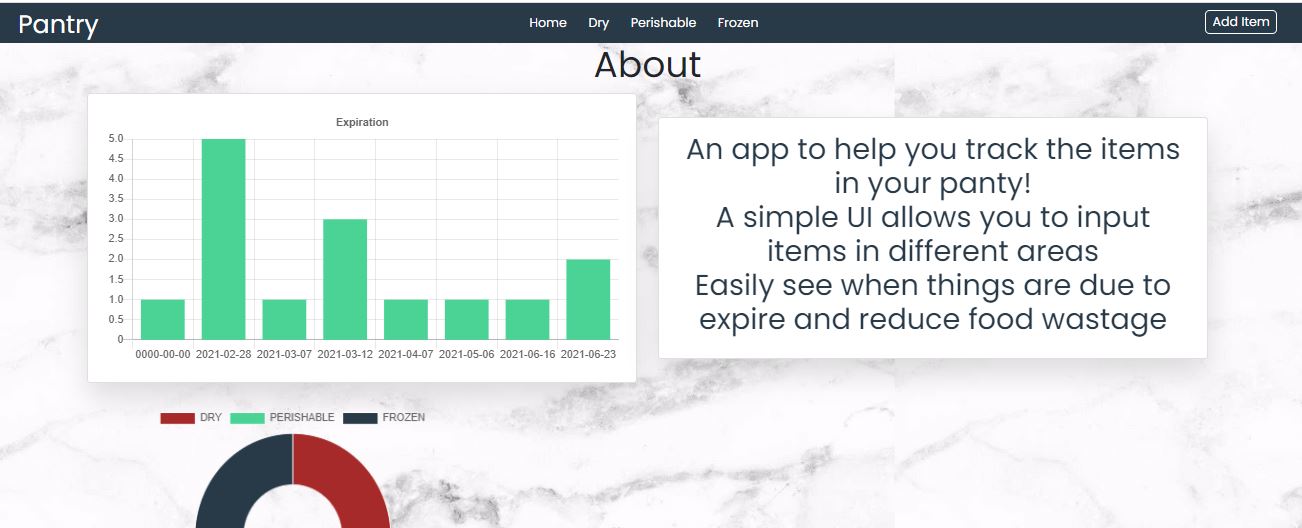 Pantry
Home Dry Perishable Frozen
Add Item
About
Expiration
5.0
4.5
4.0
3.5
3.0
2.5
2.0
1.5
1.0
0.5
0
0000-00-00 2021-02-28 2021-03-07 2021-03-12 2021-04-07 2021-05-06 2021-06-16 2021-06-23
An app to help you track the items
in your panty!
A simple UI allows you to input
items in different areas
Easily see when things are due to
expire and reduce food wastage
DRY PERISHABLE FROZEN